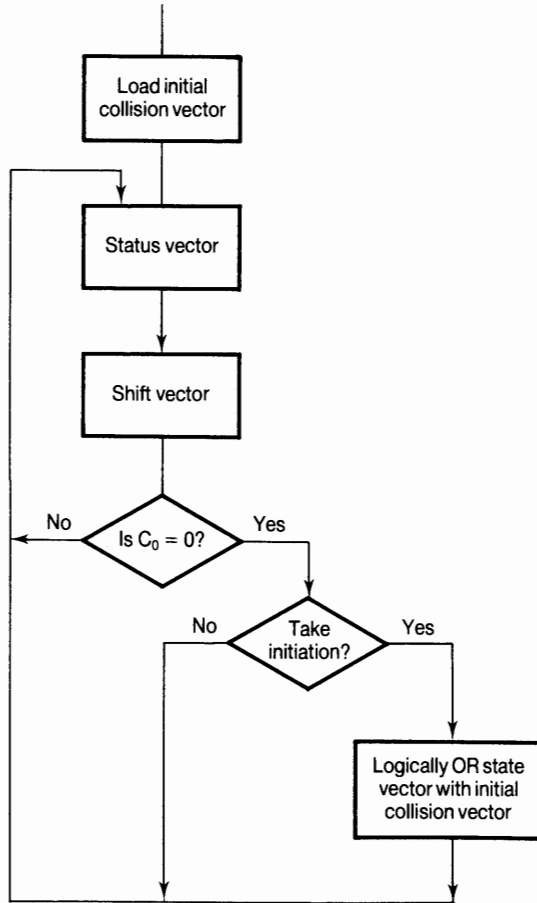 Load initial
collision vector
Status vector
Shift vector
No
Is C₀ = 0?
Yes
No
Take
initiation?
Yes
Logically OR state
vector with initial
collision vector